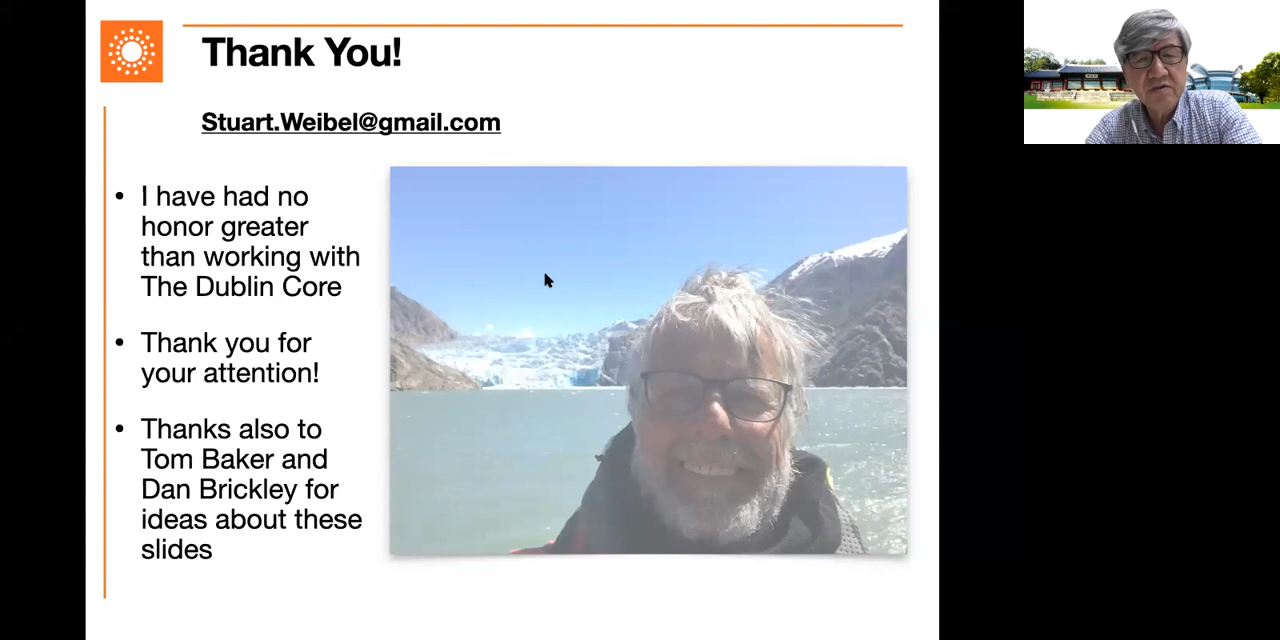 Thank You!
Stuart.Weibel@gmail.com
• I have had no
honor greater
than working with
The Dublin Core
• Thank you for
your attention!
• Thanks also to
Tom Baker and
Dan Brickley for
ideas about these
slides